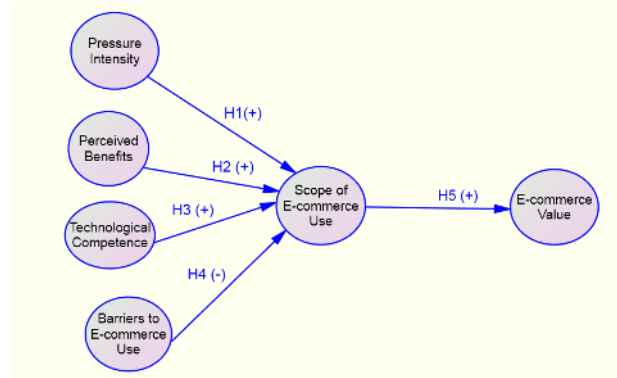 Pressure
Intensity
H1(+)
Perceived
Benefits
H2 (+)
Scope of
E-commerce
Use
H5 (+)
E-commerce
Value
Technological
Competence
H3 (+)
H4 (-)
Barriers to
E-commerce
Use